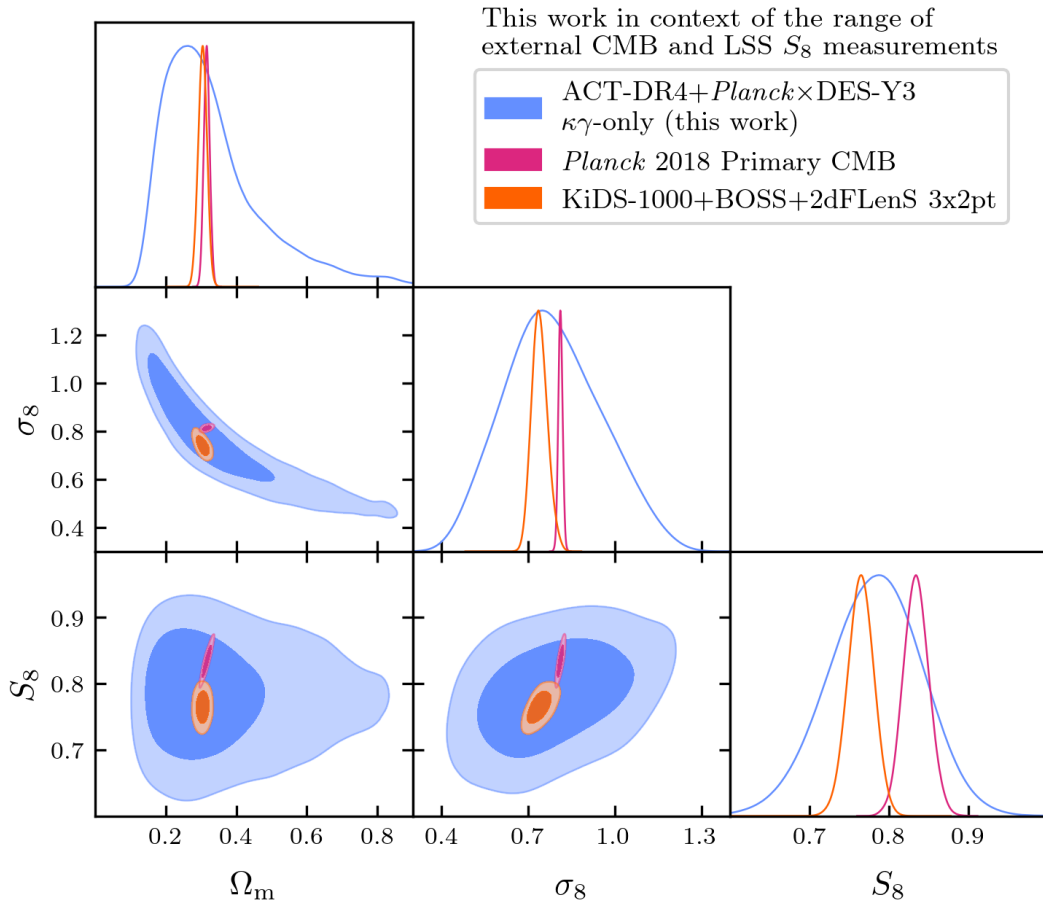 This work in context of the range of
external CMB and LSS S₈ measurements
ACT-DR4+Planck×DES-Y3
κγ-only (this work)
Planck 2018 Primary CMB
KiDS-1000+BOSS+2dFLenS 3x2pt
σ₈
1.2
1.0
0.8
0.6
0.4
S₈
0.9
0.8
0.7
0.2 0.4 0.6 0.8
0.4 0.7 1.0 1.3
0.7 0.8 0.9
Ωₘ
σ₈
S₈